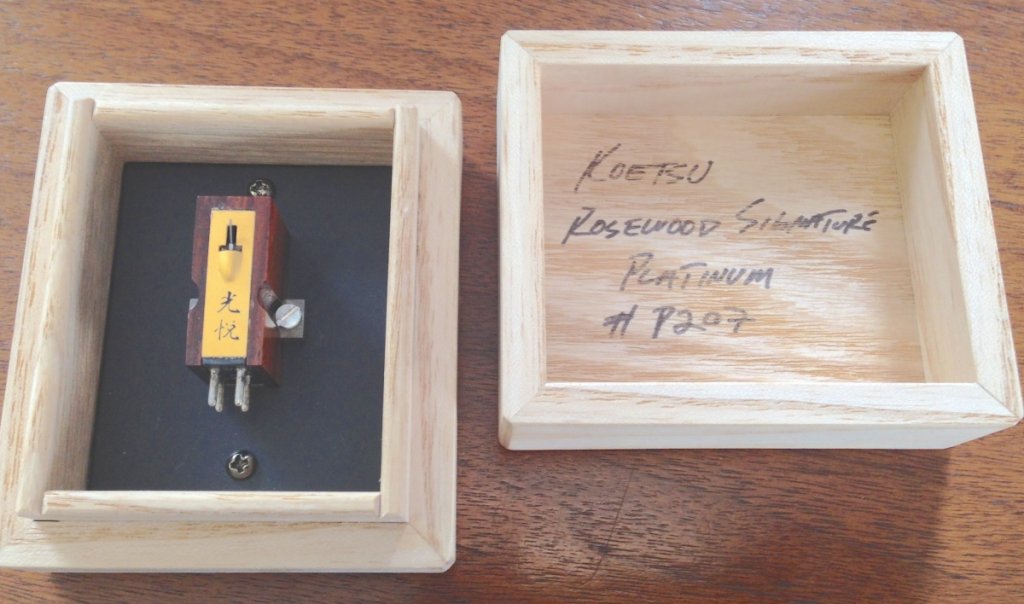 光
悦
KOETSU
ROSEWOOD SIGNATURE
PLATINUM
# P207